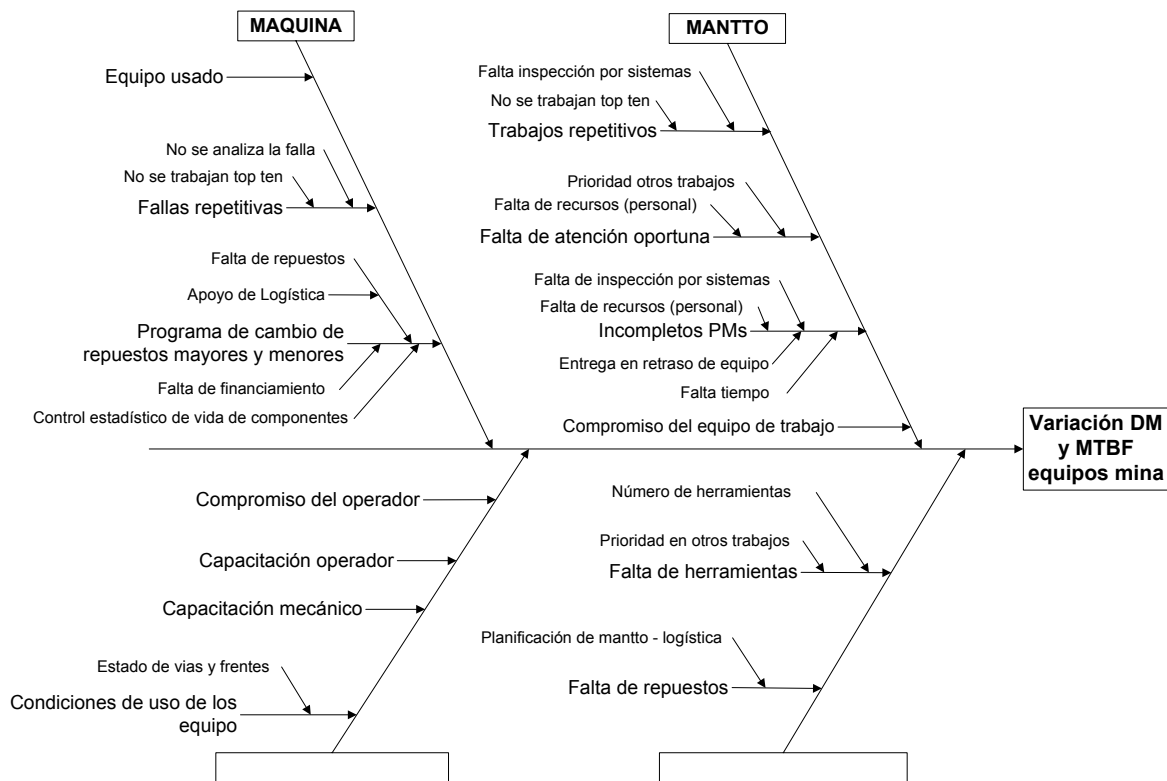 MAQUINA
Equipo usado
No se analiza la falla
No se trabajan top ten
Fallas repetitivas
Falta de repuestos
Apoyo de Logística
Programa de cambio de
repuestos mayores y menores
Falta de financiamiento
Control estadístico de vida de componentes
MANTTO
Falta inspección por sistemas
No se trabajan top ten
Trabajos repetitivos
Prioridad otros trabajos
Falta de recursos (personal)
Falta de atención oportuna
Falta de inspección por sistemas
Falta de recursos (personal)
Incompletos PMs
Entrega en retraso de equipo
Falta tiempo
Compromiso del equipo de trabajo
Variación DM
y MTBF
equipos mina
Compromiso del operador
Capacitación operador
Capacitación mecánico
Estado de vias y frentes
Condiciones de uso de los
equipo
Número de herramientas
Prioridad en otros trabajos
Falta de herramientas
Planificación de mantto - logística
Falta de repuestos